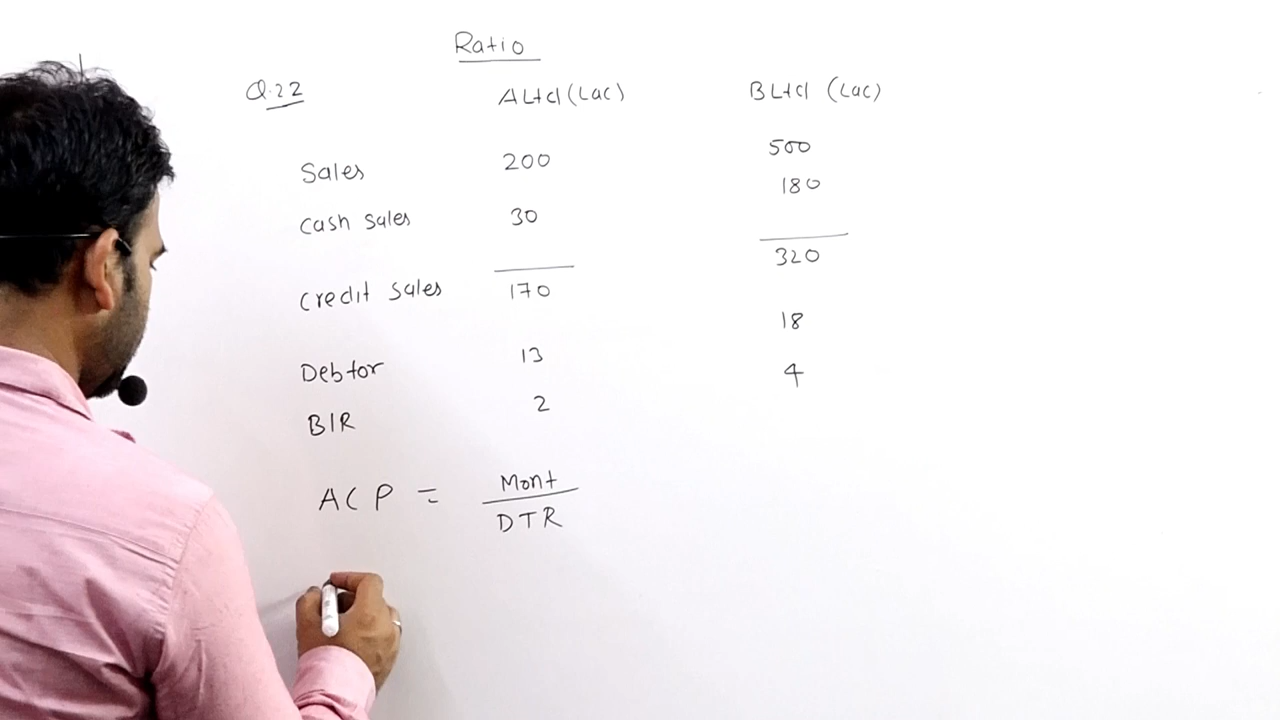 Ratio
Q.22 A Ltd (Lac) B Ltd (Lac)
Sales 200 500
Cash sales 30 180
Credit sales 170 320
Debtor 13 18
B/R 2 4
ACP = Mont
DTR